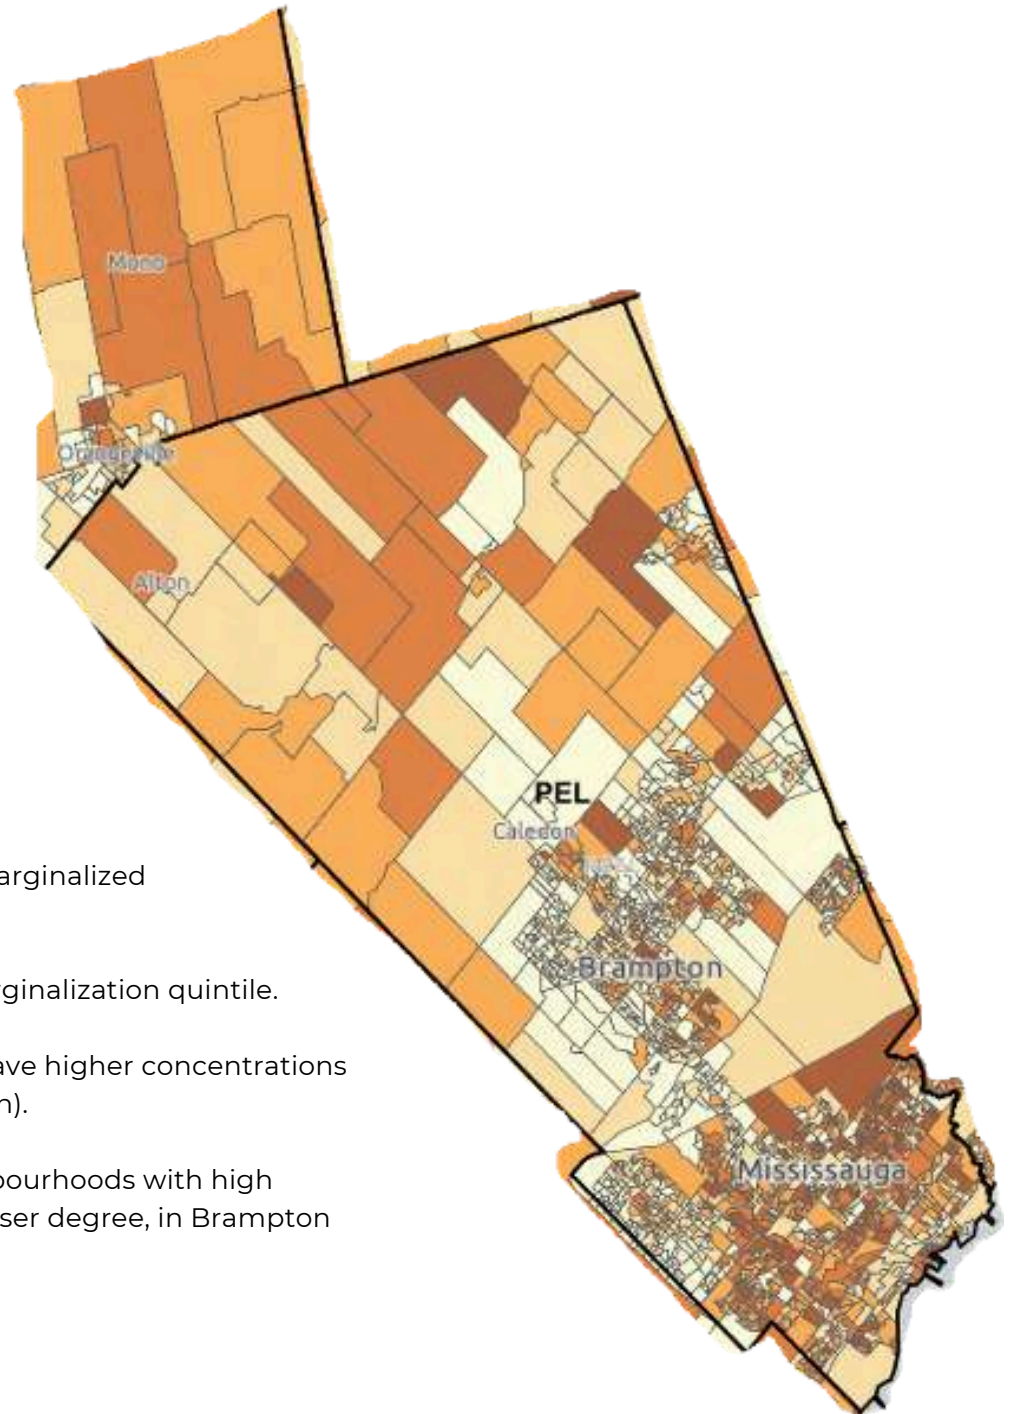 Mono
Orangeville
Alton
PEL
Caledon
arginalized
Brampton
rginalization quintile.
ave higher concentrations
n).
Mississauga
bourhoods with high
ser degree, in Brampton